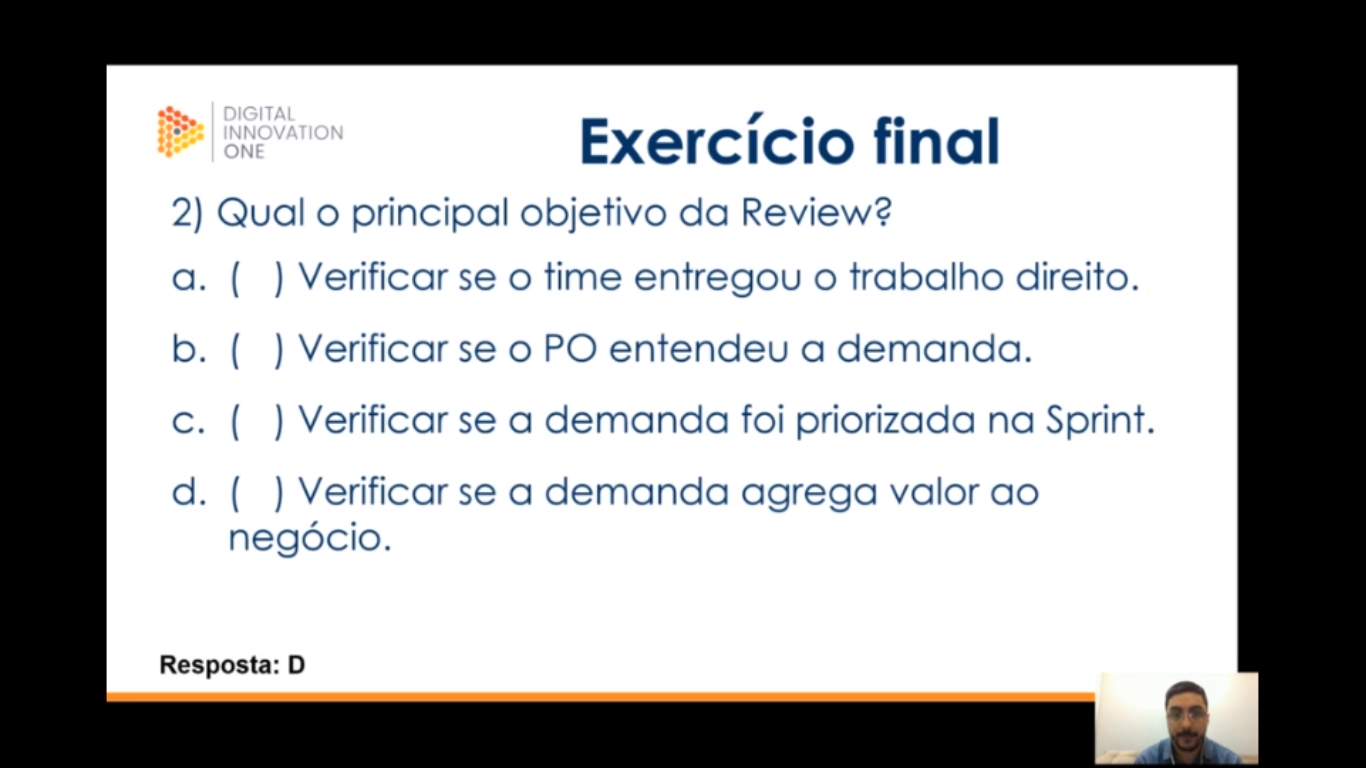 DIGITAL
INNOVATION
ONE
Exercício final
2) Qual o principal objetivo da Review?
a. (   ) Verificar se o time entregou o trabalho direito.
b. (   ) Verificar se o PO entendeu a demanda.
c. (   ) Verificar se a demanda foi priorizada na Sprint.
d. (   ) Verificar se a demanda agrega valor ao
negócio.
Resposta: D